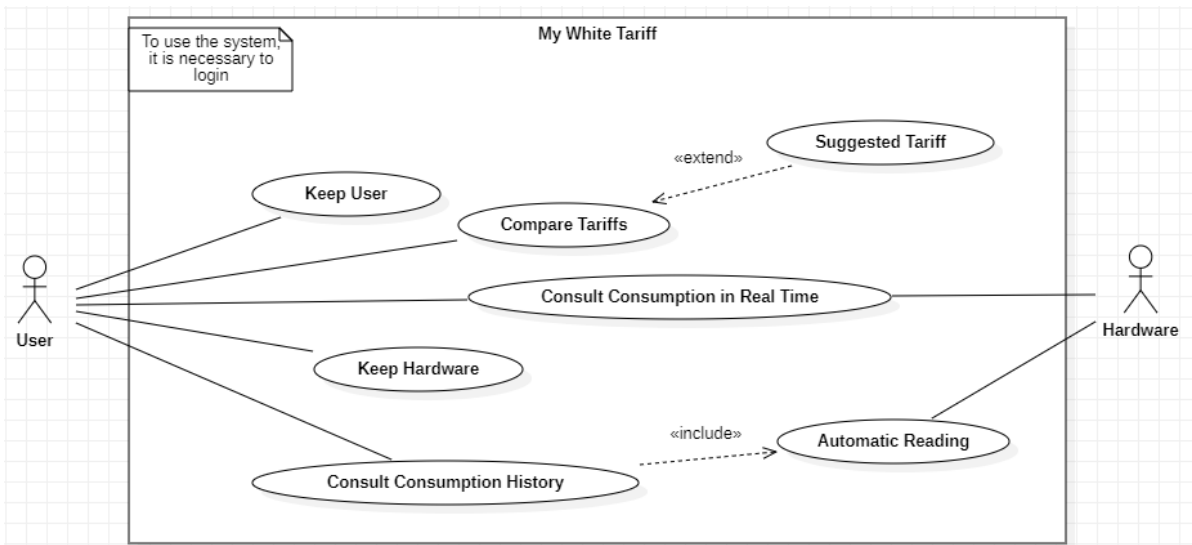 My White Tariff
To use the system,
it is necessary to
login
Suggested Tariff
«extend»
Keep User
Compare Tariffs
Consult Consumption in Real Time
User
Hardware
Keep Hardware
«include»
Automatic Reading
Consult Consumption History